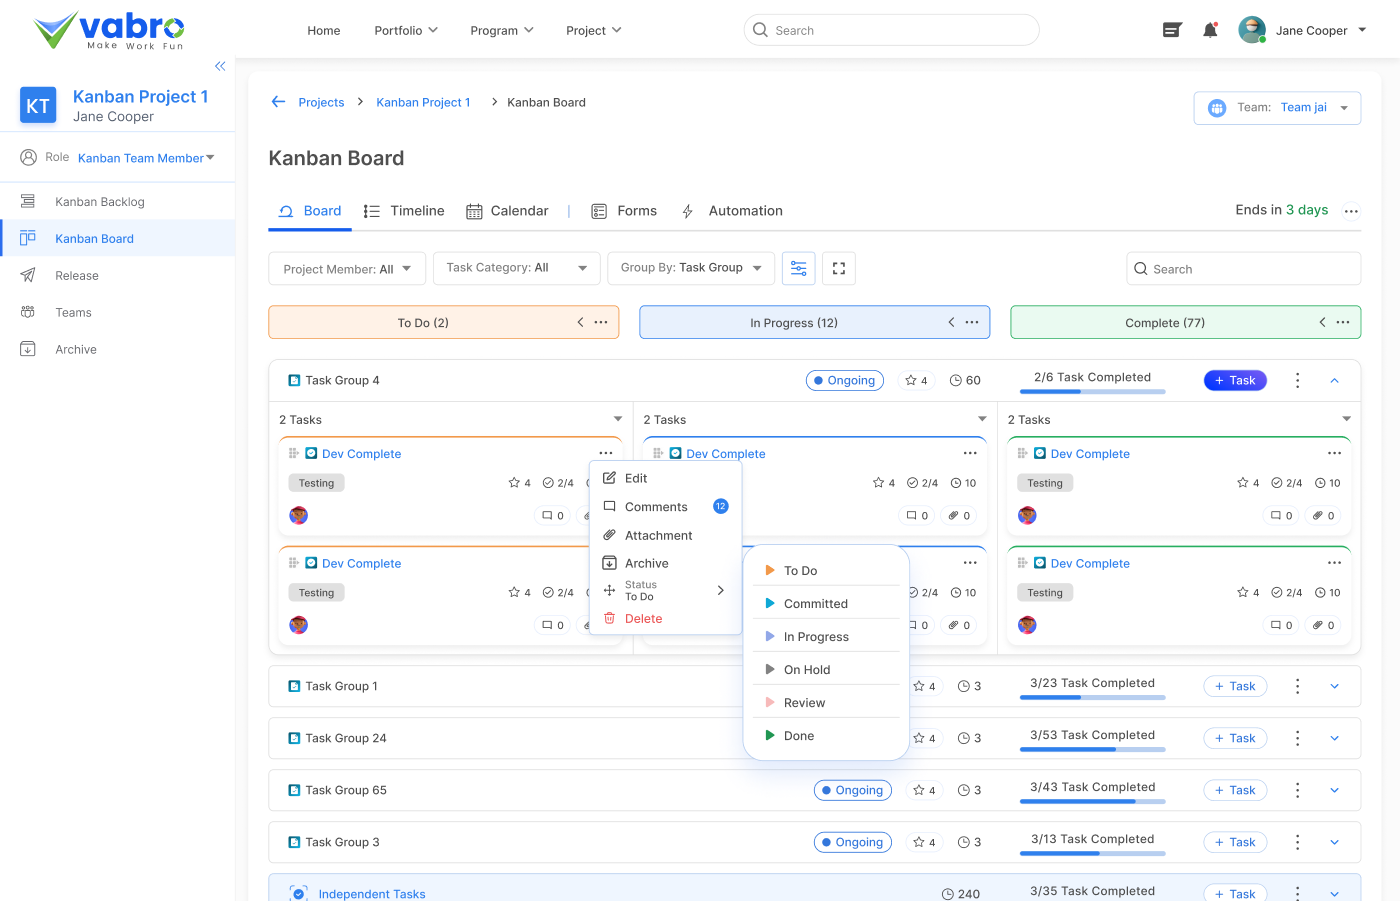 vabro
Make Work Fun
Home
Portfolio
Program
Project
Search
Jane Cooper
KT
Kanban Project 1
Jane Cooper
Role Kanban Team Member
Kanban Backlog
Kanban Board
Release
Teams
Archive
Projects > Kanban Project 1 > Kanban Board
Team: Team jai
Kanban Board
Board
Timeline
Calendar
Forms
Automation
Ends in 3 days
Project Member: All
Task Category: All
Group By: Task Group
Search
To Do (2)
In Progress (12)
Complete (77)
Task Group 4
Ongoing
4
60
2/6 Task Completed
+ Task
2 Tasks
2 Tasks
2 Tasks
Dev Complete
Testing
4
2/4
0
Dev Complete
4
2/4
10
0
0
Dev Complete
Testing
4
2/4
10
0
0
Dev Complete
Testing
4
2/4
0
2/4
10
0
0
Dev Complete
Testing
4
2/4
10
0
0
Edit
Comments 12
Attachment
Archive
Status
To Do
Delete
To Do
Committed
In Progress
On Hold
Review
Done
Task Group 1
4
3
3/23 Task Completed
+ Task
Task Group 24
4
3
3/53 Task Completed
+ Task
Task Group 65
Ongoing
4
3
3/43 Task Completed
+ Task
Task Group 3
Ongoing
4
3
3/13 Task Completed
+ Task
Independent Tasks
240
3/35 Task Completed
+ Task